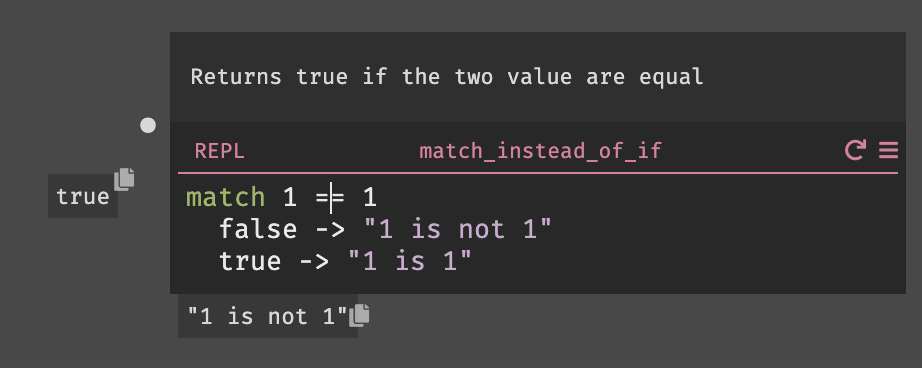 Returns true if the two value are equal
REPL match_instead_of_if
true
match 1 == 1
false -> "1 is not 1"
true -> "1 is 1"
"1 is not 1"